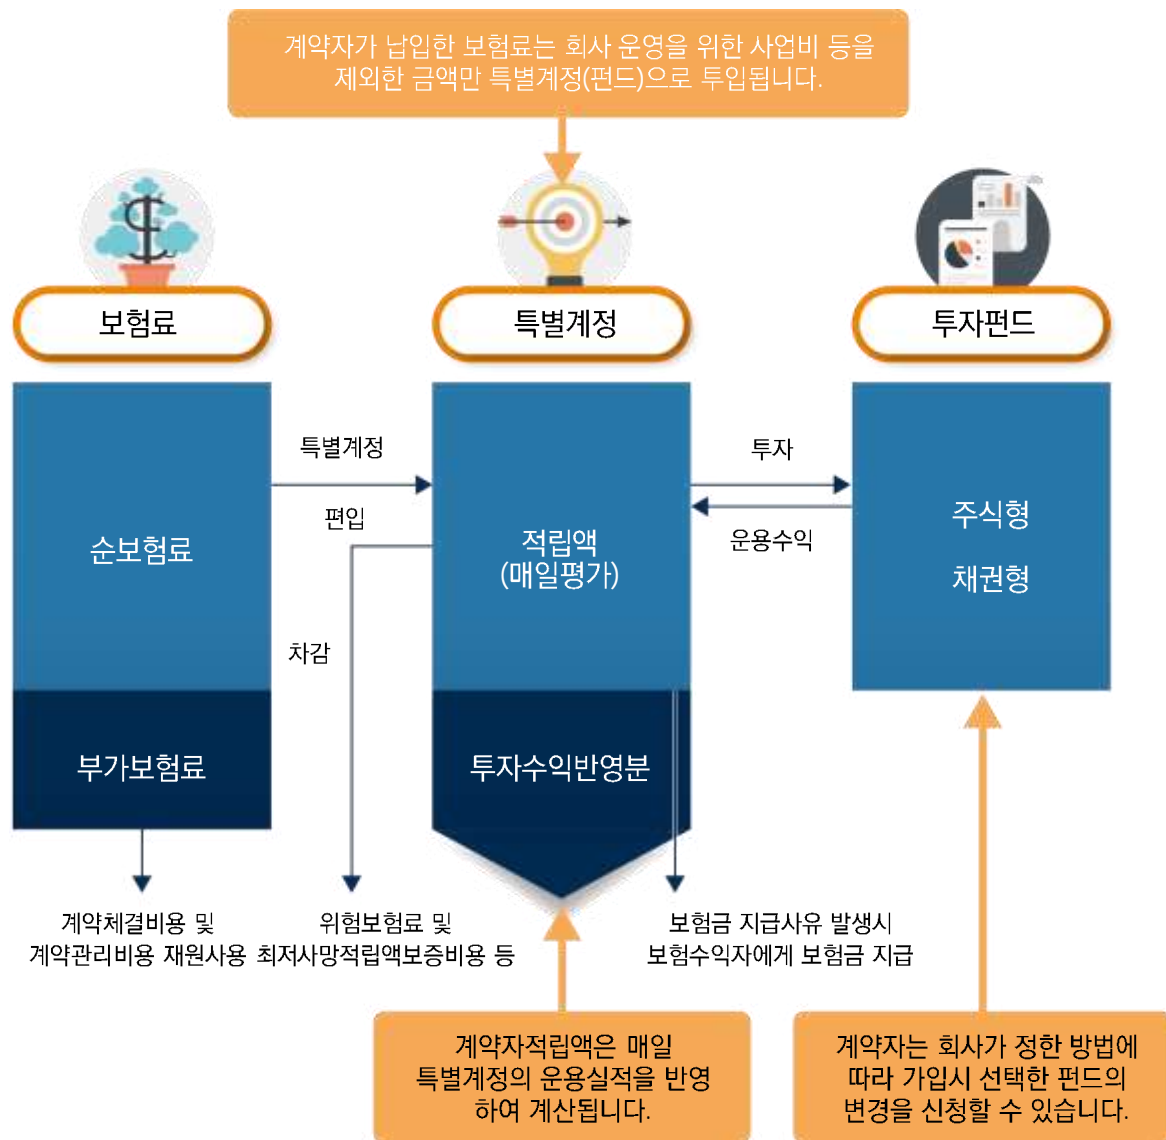 계약자가 납입한 보험료는 회사 운영을 위한 사업비 등을
제외한 금액만 특별계정(펀드)으로 투입됩니다.
보험료
특별계정
투자펀드
순보험료
부가보험료
특별계정
편입
차감
적립액
(매일평가)
투자수익반영분
투자
운용수익
주식형
채권형
계약체결비용 및
계약관리비용 재원사용
위험보험료 및
최저사망적립액보증비용 등
보험금 지급사유 발생시
보험수익자에게 보험금 지급
계약자적립액은 매일
특별계정의 운용실적을 반영
하여 계산됩니다.
계약자는 회사가 정한 방법에
따라 가입시 선택한 펀드의
변경을 신청할 수 있습니다.